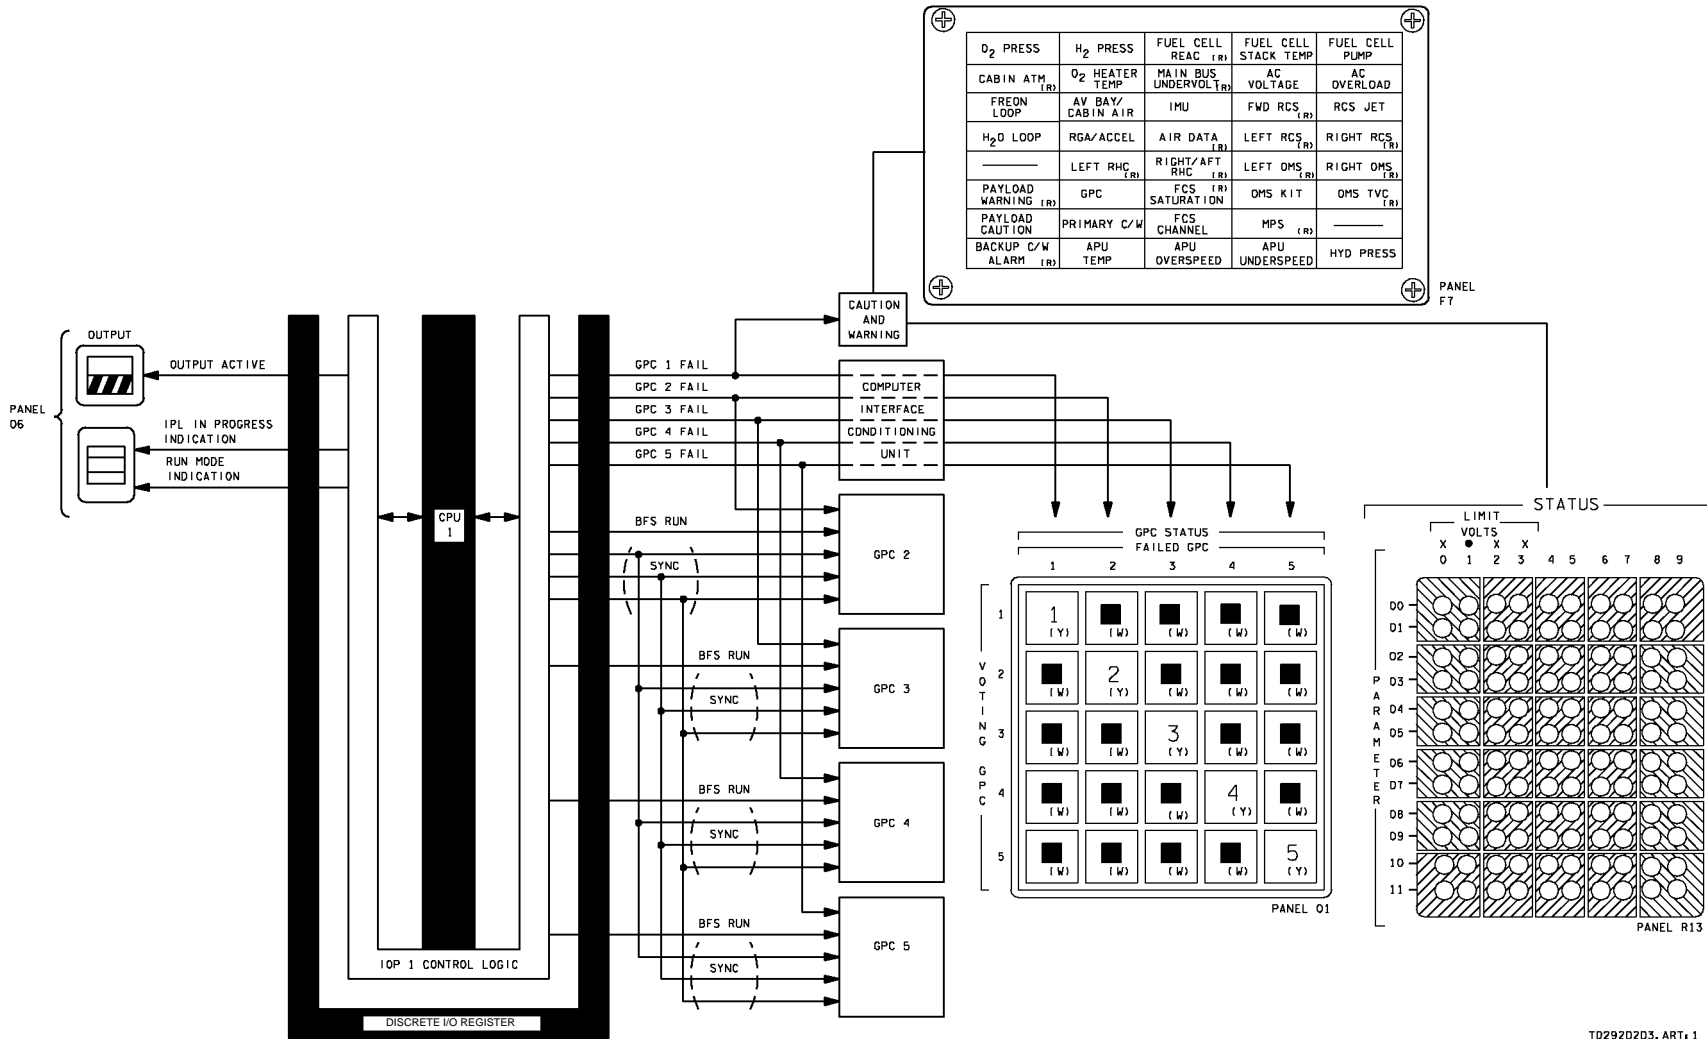 O2 PRESS H2 PRESS FUEL CELL REAC (R) FUEL CELL STACK TEMP FUEL CELL PUMP
CABIN ATM (R) O2 HEATER TEMP MAIN BUS UNDERVOLT (R) AC VOLTAGE AC OVERLOAD
FREON LOOP AV BAY/ CABIN AIR IMU FWD RCS (R) RCS JET
H2O LOOP RGA/ACCEL AIR DATA (R) LEFT RCS (R) RIGHT RCS (R)
LEFT RHC (R) RIGHT/AFT RHC (R) LEFT OMS (R) RIGHT OMS (R)
PAYLOAD WARNING (R) GPC FCS (R) SATURATION OMS KIT OMS TVC (R)
PAYLOAD CAUTION PRIMARY C/W FCS CHANNEL MPS (R)
BACKUP C/W ALARM (R) APU TEMP APU OVERSPEED APU UNDERSPEED HYD PRESS
PANEL
F7
CAUTION
AND
WARNING
OUTPUT
OUTPUT ACTIVE
PANEL
O6
IPL IN PROGRESS
INDICATION
RUN MODE
INDICATION
CPU
1
IOP 1 CONTROL LOGIC
DISCRETE I/O REGISTER
GPC 1 FAIL
GPC 2 FAIL
GPC 3 FAIL
GPC 4 FAIL
GPC 5 FAIL
COMPUTER
INTERFACE
CONDITIONING
UNIT
BFS RUN
SYNC
GPC 2
BFS RUN
SYNC
GPC 3
BFS RUN
SYNC
GPC 4
BFS RUN
SYNC
GPC 5
GPC STATUS
FAILED GPC
1 2 3 4 5
VOTING GPC
1 1 (Y) (W) (W) (W) (W)
2 (W) 2 (Y) (W) (W) (W)
3 (W) (W) 3 (Y) (W) (W)
4 (W) (W) (W) 4 (Y) (W)
5 (W) (W) (W) (W) 5 (Y)
PANEL O1
STATUS
LIMIT
VOLTS
X ● X X
0 1 2 3 4 5 6 7 8 9
PARAMETER
00
01
02
03
04
05
06
07
08
09
10
11
PANEL R13
TD292D2D3.ART;1